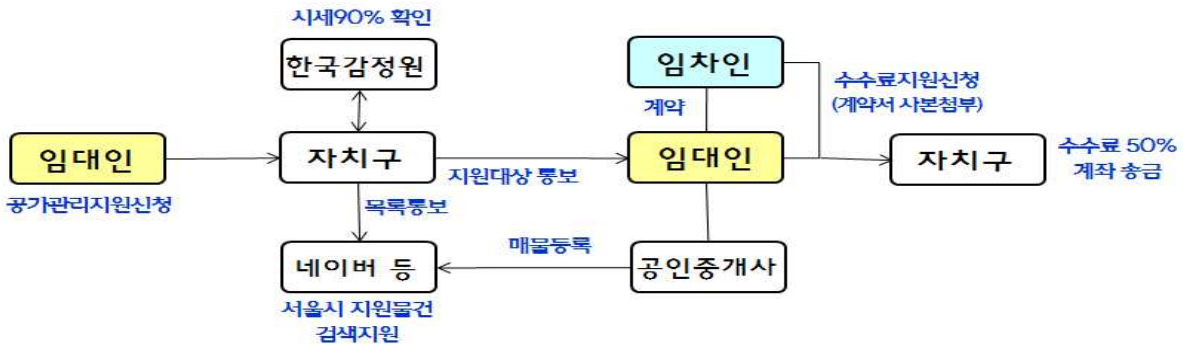 시세90% 확인
한국감정원
임차인
수수료지원신청
(계약서 사본첨부)
계약
임대인
자치구
임대인
자치구
수수료 50%
계좌 송금
공가관리지원신청
지원대상 통보
목록통보
매물등록
네이버 등
공인중개사
서울시 지원물건
검색지원